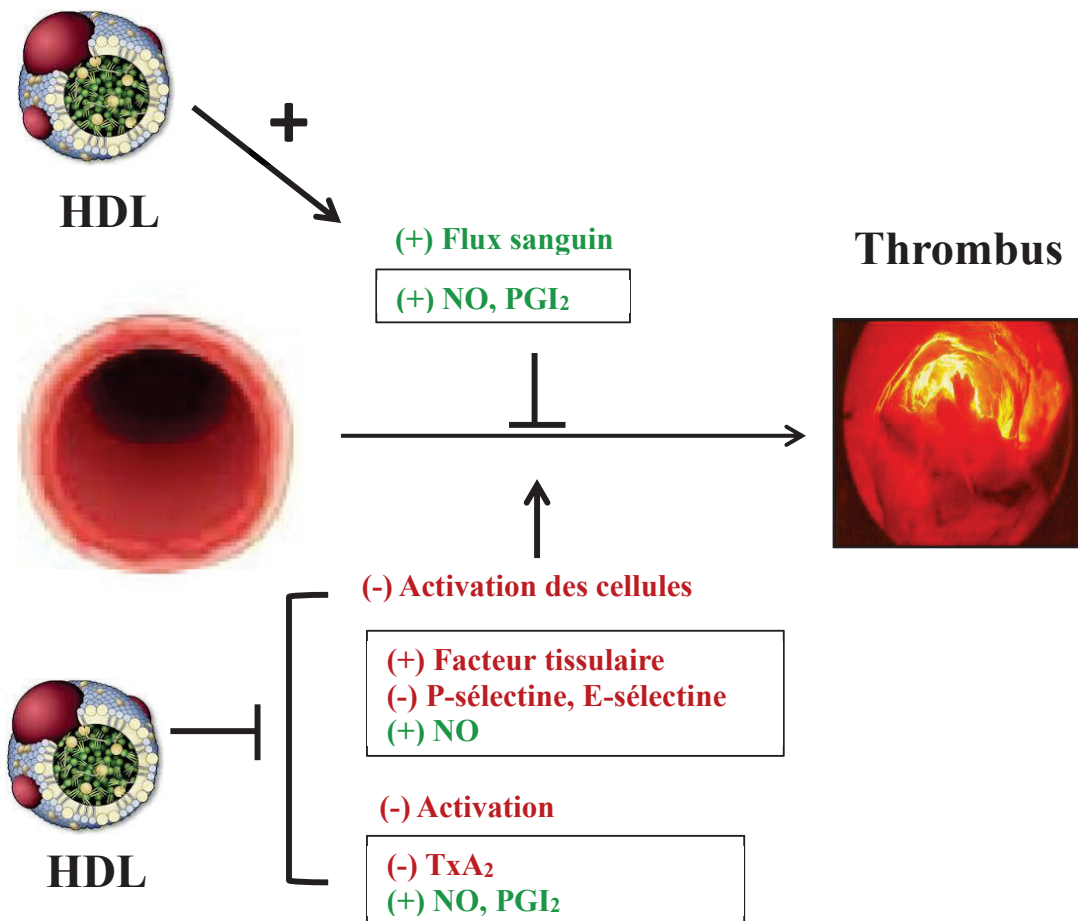 +
HDL
(+) Flux sanguin
Thrombus
(+) NO, PGI₂
(-) Activation des cellules
(+) Facteur tissulaire
(-) P-sélectine, E-sélectine
(+) NO
(-) Activation
HDL
(-) TxA₂
(+) NO, PGI₂